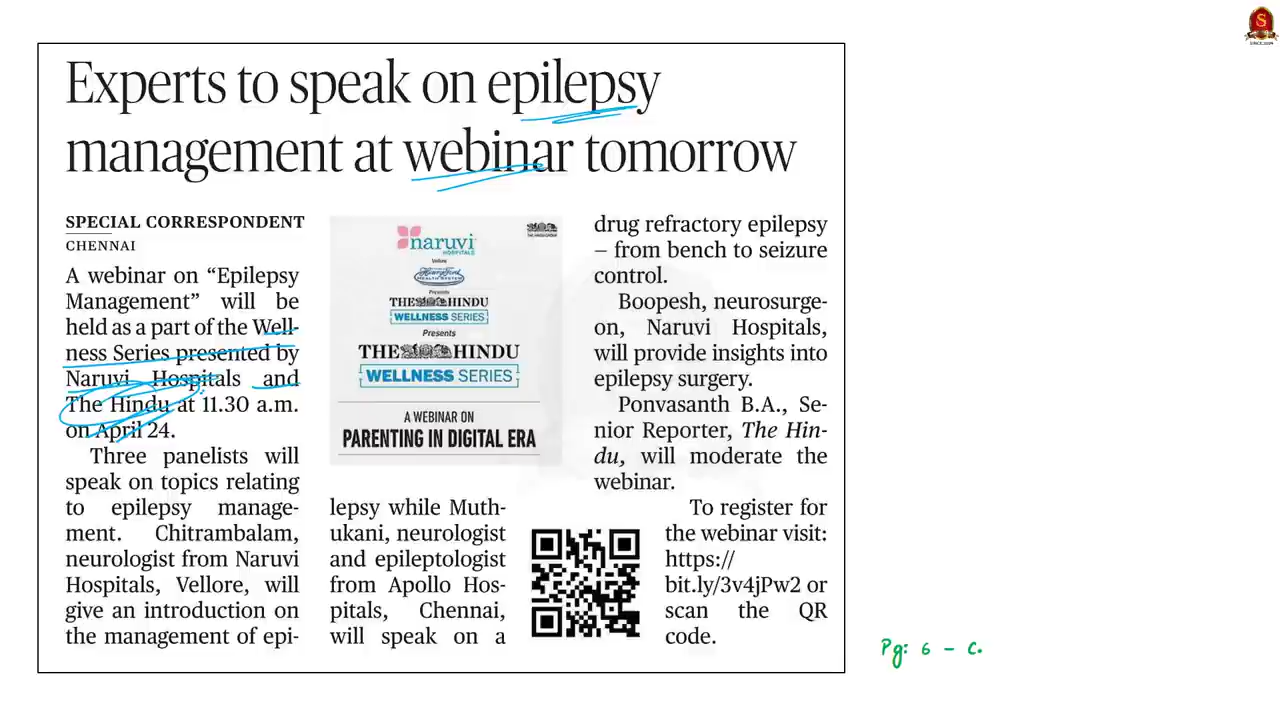 Experts to speak on epilepsy
management at webinar tomorrow
SPECIAL CORRESPONDENT
CHENNAI
A webinar on “Epilepsy
Management” will be
held as a part of the Well-
ness Series presented by
Naruvi Hospitals and
The Hindu at 11.30 a.m.
on April 24.
Three panelists will
speak on topics relating
to epilepsy manage-
ment. Chitrambalam,
neurologist from Naruvi
Hospitals, Vellore, will
give an introduction on
the management of epi-
naruvi
HOSPITALS
Vellore
Presents
THE HINDU
WELLNESS SERIES
Presents
THE HINDU
WELLNESS SERIES
A WEBINAR ON
PARENTING IN DIGITAL ERA
lepsy while Muth-
ukani, neurologist
and epileptologist
from Apollo Hos-
pitals, Chennai,
will speak on a
drug refractory epilepsy
– from bench to seizure
control.
Boopesh, neurosurge-
on, Naruvi Hospitals,
will provide insights into
epilepsy surgery.
Ponvasanth B.A., Se-
nior Reporter, The Hin-
du, will moderate the
webinar.
To register for
the webinar visit:
https://
bit.ly/3v4jPw2 or
scan the QR
code.
Pg: 6 – C.
S